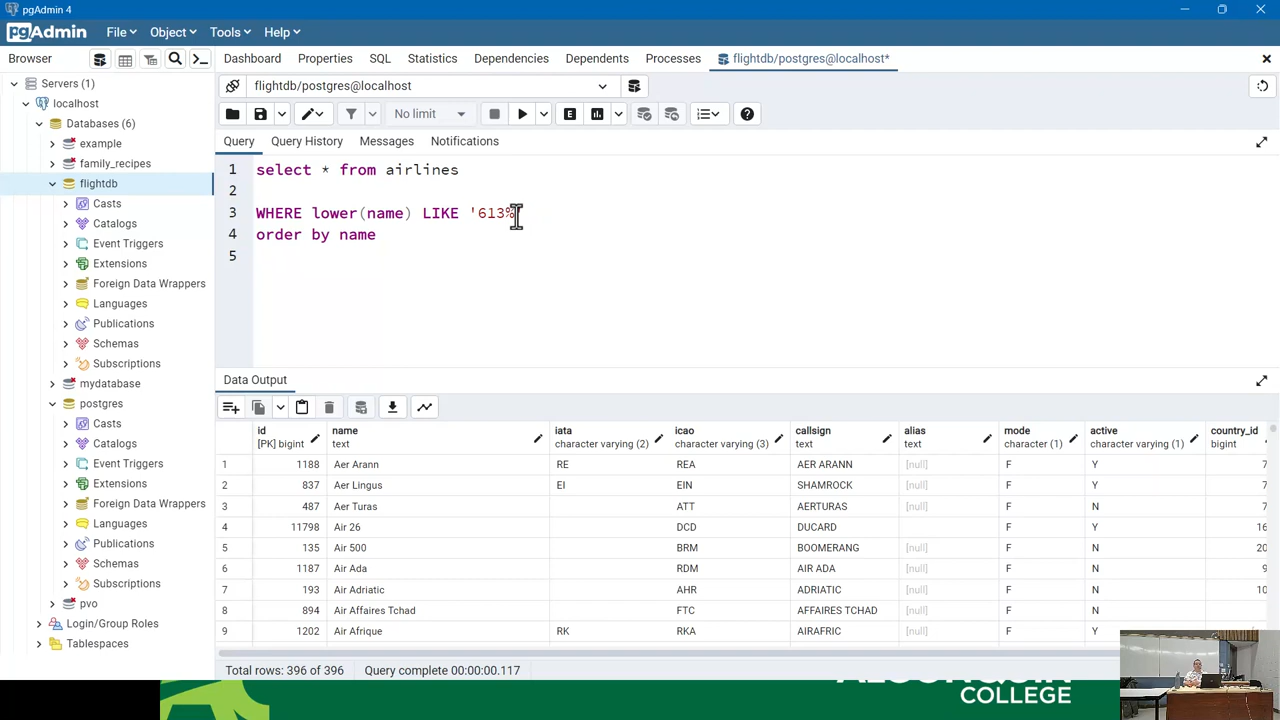 pgAdmin 4
pgAdmin File Object Tools Help
Browser Dashboard Properties SQL Statistics Dependencies Dependents Processes flightdb/postgres@localhost*
Servers (1)
localhost
Databases (6)
example
family_recipes
flightdb
Casts
Catalogs
Event Triggers
Extensions
Foreign Data Wrappers
Languages
Publications
Schemas
Subscriptions
mydatabase
postgres
Casts
Catalogs
Event Triggers
Extensions
Foreign Data Wrappers
Languages
Publications
Schemas
Subscriptions
pvo
Login/Group Roles
Tablespaces
flightdb/postgres@localhost
No limit E
Query Query History Messages Notifications
1 select * from airlines
2
3 WHERE lower(name) LIKE '613%
4 order by name
5
Data Output
id name iata icao callsign alias mode active country_id
[PK] bigint text character varying (2) character varying (3) text text character (1) character varying (1) bigint
1 1188 Aer Arann RE REA AER ARANN [null] F Y 7
2 837 Aer Lingus EI EIN SHAMROCK [null] F Y 7
3 487 Aer Turas ATT AERTURAS [null] F N 7
4 11798 Air 26 DCD DUCARD [null] F Y 16
5 135 Air 500 BRM BOOMERANG [null] F N 20
6 1187 Air Ada RDM AIR ADA [null] F N 9
7 193 Air Adriatic AHR ADRIATIC [null] F N 10
8 894 Air Affaires Tchad FTC AFFAIRES TCHAD [null] F N
9 1202 Air Afrique RK RKA AIRAFRIC [null] F Y
Total rows: 396 of 396 Query complete 00:00:00.117
COLLEGE